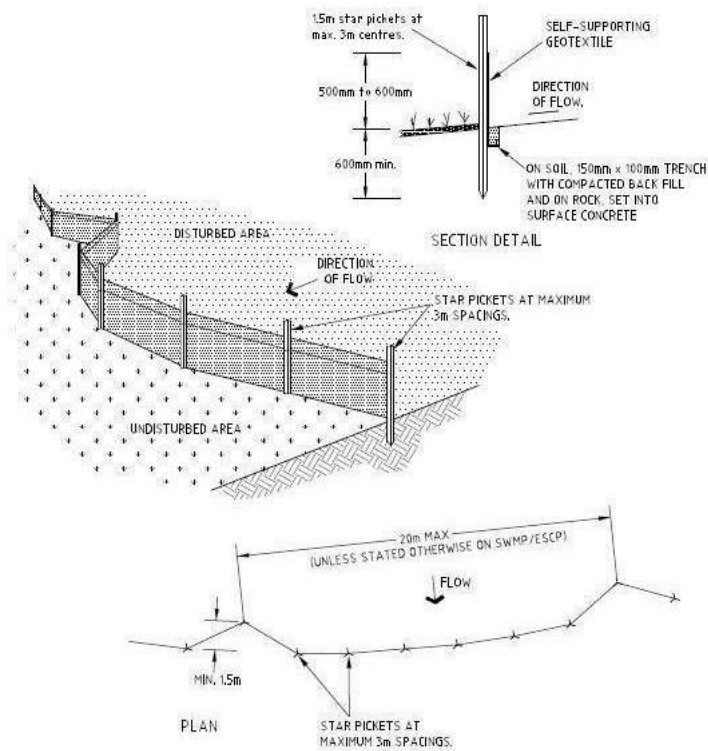 1.5m star pickets at
max. 3m centres.
SELF-SUPPORTING
GEOTEXTILE
500mm to 600mm
DIRECTION
OF FLOW.
600mm min.
ON SOIL, 150mm x 100mm TRENCH
WITH COMPACTED BACK FILL
AND ON ROCK, SET INTO
SURFACE CONCRETE
SECTION DETAIL
DISTURBED AREA
DIRECTION
OF FLOW
STAR PICKETS AT MAXIMUM
3m SPACINGS.
UNDISTURBED AREA
20m MAX
(UNLESS STATED OTHERWISE ON SWMP/ESCP)
FLOW
MIN. 1.5m
PLAN
STAR PICKETS AT
MAXIMUM 3m SPACINGS.